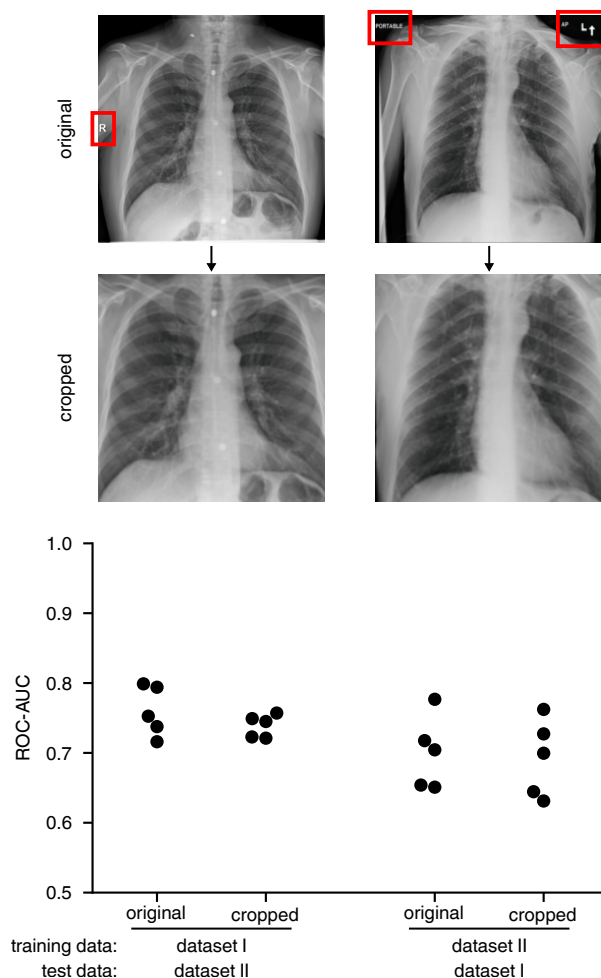 PORTABLE
AP
L
R
original
cropped
1.0
0.9
0.8
0.7
0.6
0.5
ROC-AUC
original cropped original cropped
training data: dataset I dataset II
test data: dataset II dataset I